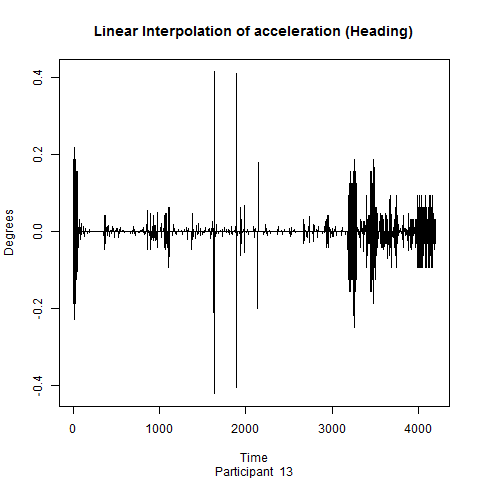 Linear Interpolation of acceleration (Heading)
0.4
0.2
0.0
-0.2
-0.4
Degrees
0 1000 2000 3000 4000
Time
Participant 13